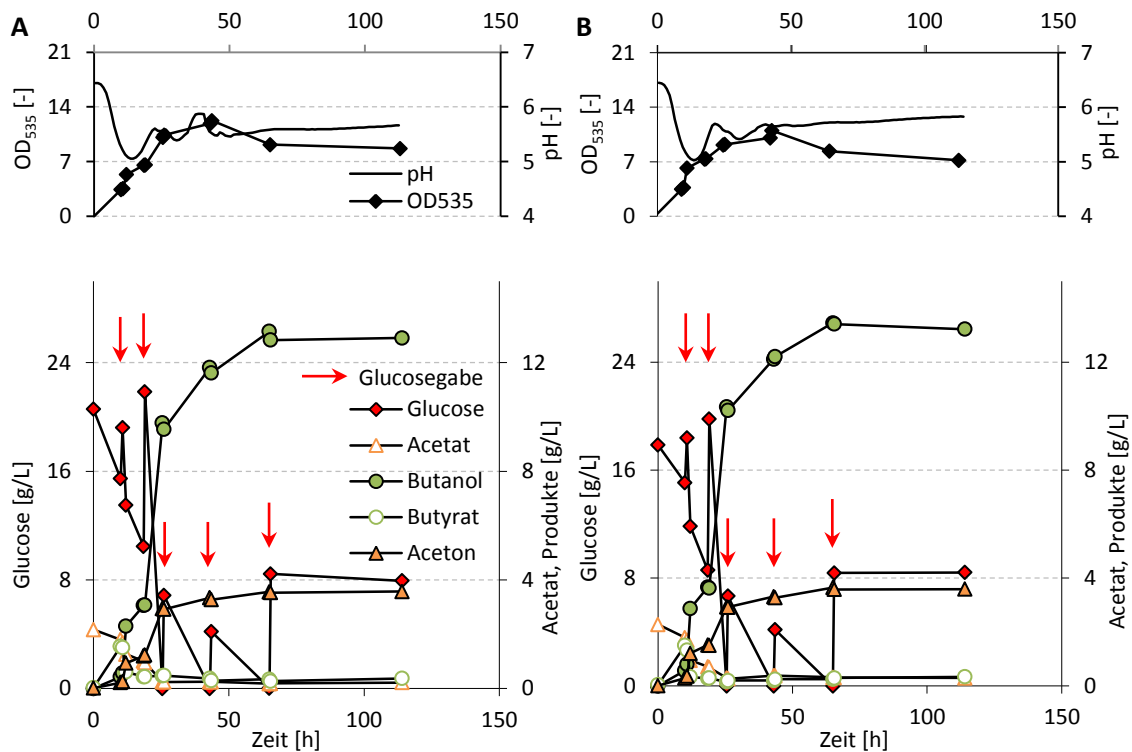 A
0 50 100 150
21
14
7
0
OD535 [-]
7
6
5
4
pH [-]
pH
OD535
24
16
8
0
Glucose [g/L]
12
8
4
0
Acetat, Produkte [g/L]
Glucosegabe
Glucose
Acetat
Butanol
Butyrat
Aceton
0 50 100 150
Zeit [h]
B
0 50 100 150
21
14
7
0
OD535 [-]
7
6
5
4
pH [-]
24
16
8
0
Glucose [g/L]
12
8
4
0
Acetat, Produkte [g/L]
0 50 100 150
Zeit [h]